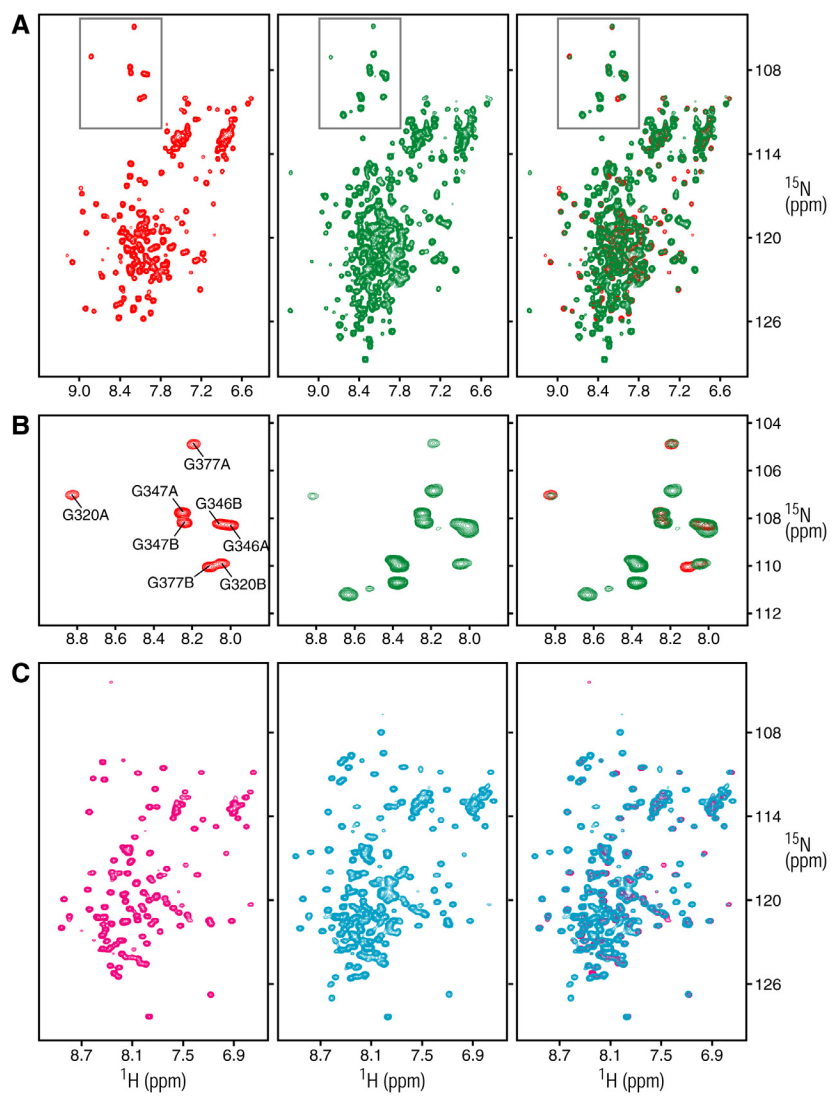 A
108
114
¹⁵N
(ppm)
120
126
9.0 8.4 7.8 7.2 6.6 9.0 8.4 7.8 7.2 6.6 9.0 8.4 7.8 7.2 6.6
B
104
G377A
106
G347A G346B
¹⁵N
(ppm)
G320A
108
G347B G346A
110
G377B G320B
112
8.8 8.6 8.4 8.2 8.0 8.8 8.6 8.4 8.2 8.0 8.8 8.6 8.4 8.2 8.0
C
108
114
¹⁵N
(ppm)
120
126
8.7 8.1 7.5 6.9 8.7 8.1 7.5 6.9 8.7 8.1 7.5 6.9
¹H (ppm) ¹H (ppm) ¹H (ppm)